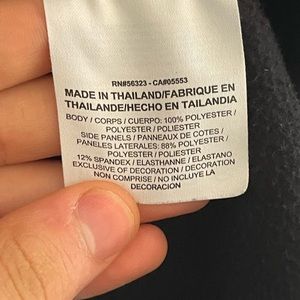 RN#56323 - CA#05553
MADE IN THAILAND/FABRIQUE EN
THAILANDE/HECHO EN TAILANDIA
BODY / CORPS / CUERPO: 100% POLYESTER /
POLYESTER / POLIESTER
SIDE PANELS / PANNEAUX DE COTES /
PANELES LATERALES: 88% POLYESTER /
POLYESTER / POLIESTER
12% SPANDEX / ELASTHANNE / ELASTANO
EXCLUSIVE OF DECORATION / DECORATION
NON COMPRISE / NO INCLUYE LA
DECORACION